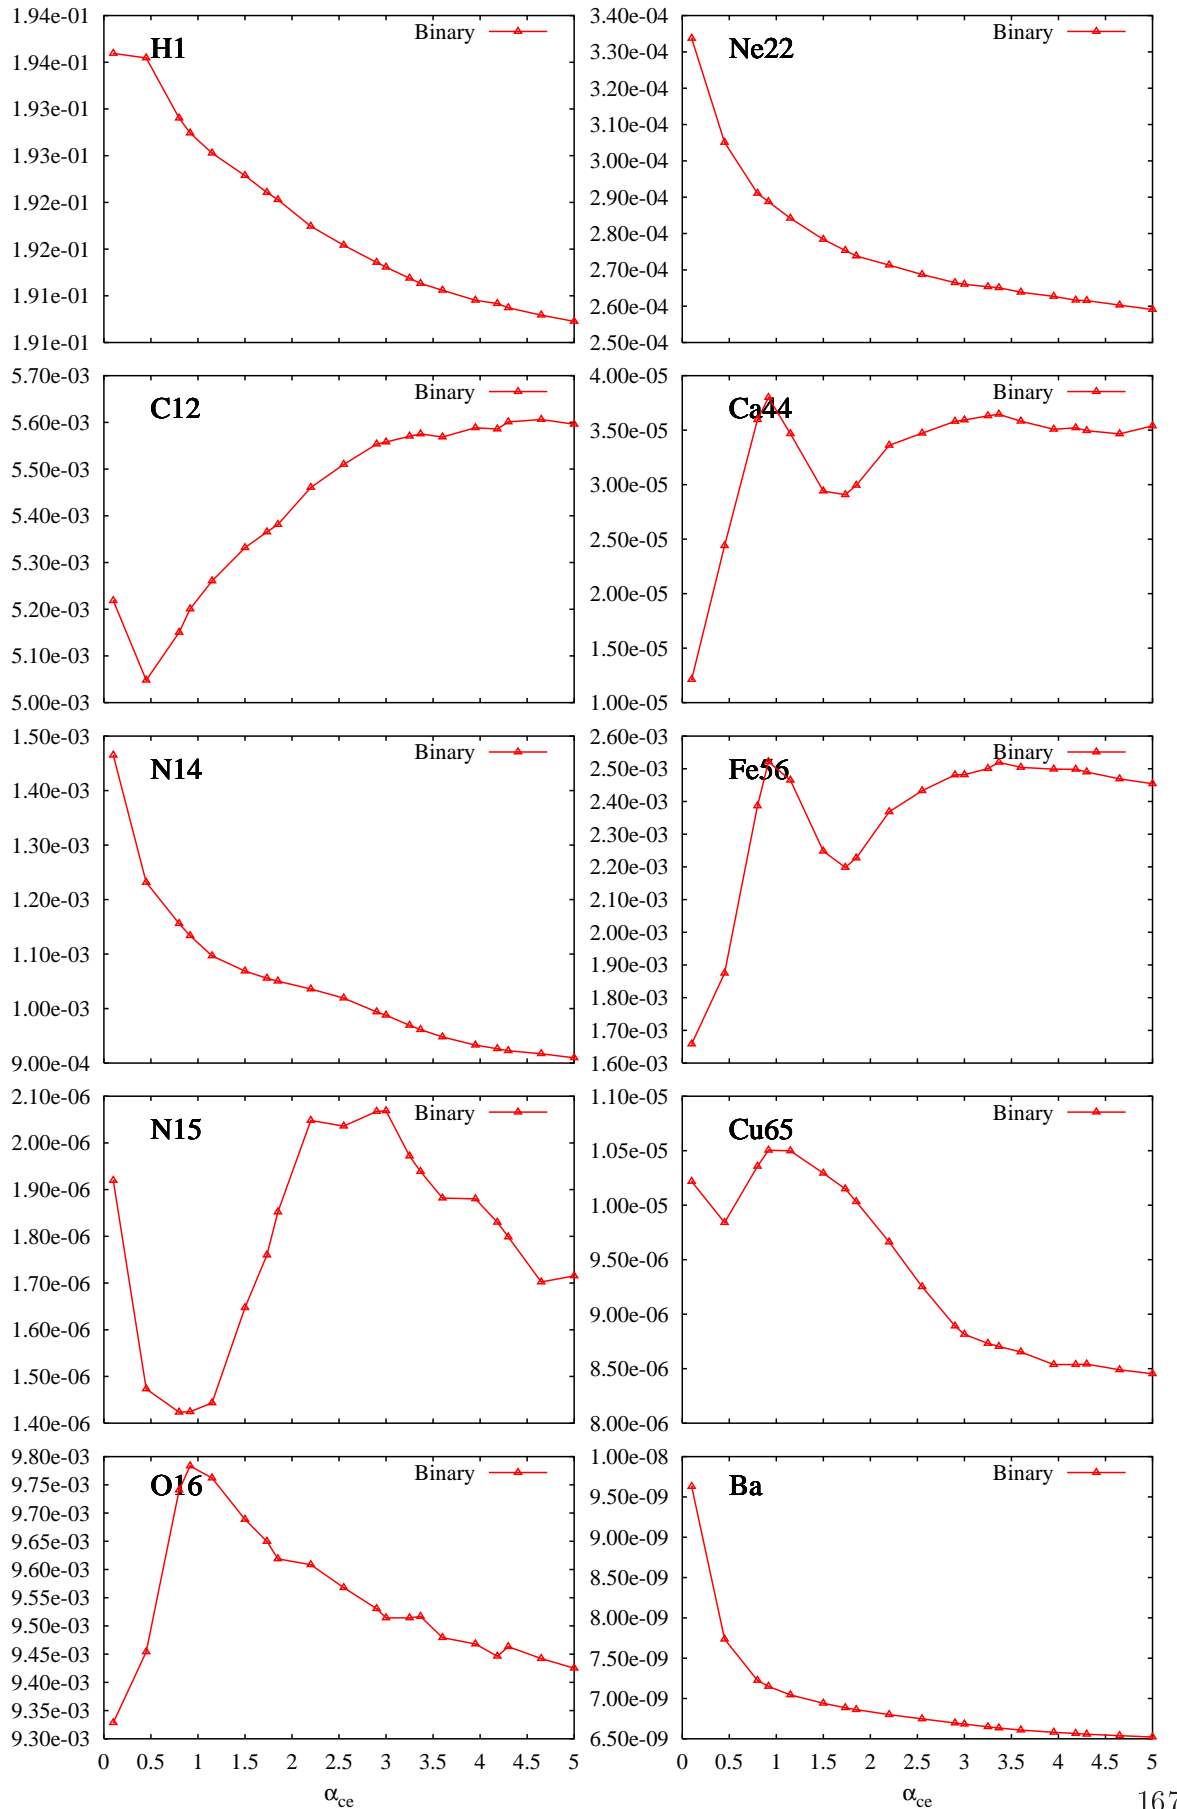 H1
Binary
1.94e-01
1.94e-01
1.93e-01
1.93e-01
1.92e-01
1.92e-01
1.91e-01
1.91e-01
Ne22
Binary
3.40e-04
3.30e-04
3.20e-04
3.10e-04
3.00e-04
2.90e-04
2.80e-04
2.70e-04
2.60e-04
2.50e-04
C12
Binary
5.70e-03
5.60e-03
5.50e-03
5.40e-03
5.30e-03
5.20e-03
5.10e-03
5.00e-03
Ca44
Binary
4.00e-05
3.50e-05
3.00e-05
2.50e-05
2.00e-05
1.50e-05
1.00e-05
N14
Binary
1.50e-03
1.40e-03
1.30e-03
1.20e-03
1.10e-03
1.00e-03
9.00e-04
Fe56
Binary
2.60e-03
2.50e-03
2.40e-03
2.30e-03
2.20e-03
2.10e-03
2.00e-03
1.90e-03
1.80e-03
1.70e-03
1.60e-03
N15
Binary
2.10e-06
2.00e-06
1.90e-06
1.80e-06
1.70e-06
1.60e-06
1.50e-06
1.40e-06
Cu65
Binary
1.10e-05
1.05e-05
1.00e-05
9.50e-06
9.00e-06
8.50e-06
8.00e-06
O16
Binary
9.80e-03
9.75e-03
9.70e-03
9.65e-03
9.60e-03
9.55e-03
9.50e-03
9.45e-03
9.40e-03
9.35e-03
9.30e-03
0 0.5 1 1.5 2 2.5 3 3.5 4 4.5 5
αce
Ba
Binary
1.00e-08
9.50e-09
9.00e-09
8.50e-09
8.00e-09
7.50e-09
7.00e-09
6.50e-09
0 0.5 1 1.5 2 2.5 3 3.5 4 4.5 5
αce
167